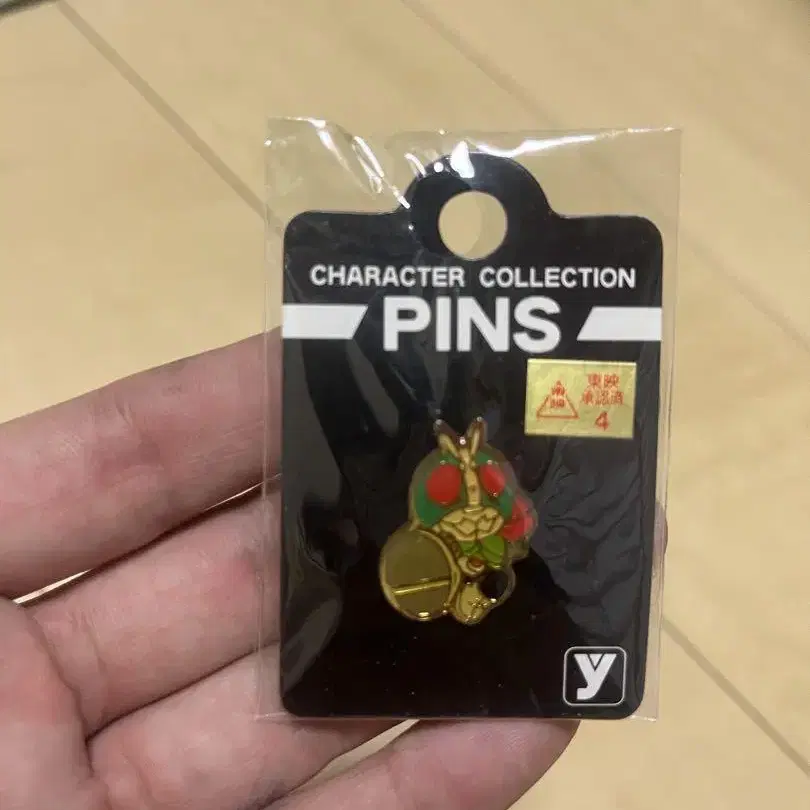 CHARACTER COLLECTION
PINS
東映
承認済
4
y